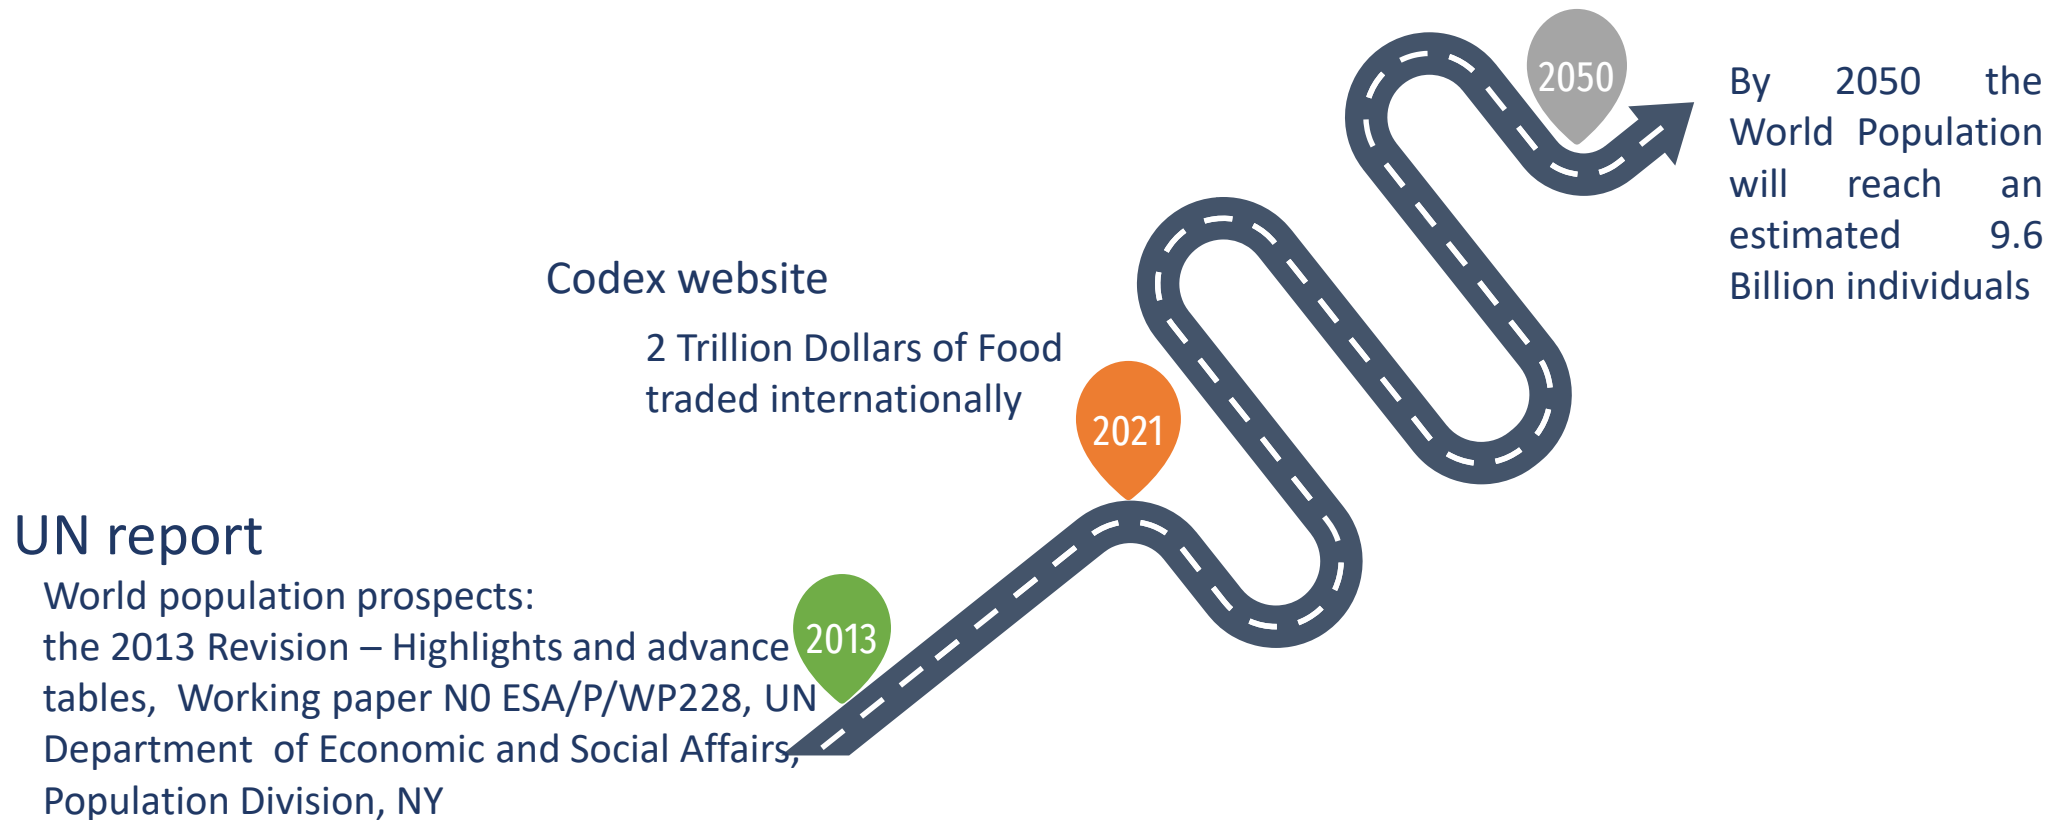 2050
By 2050 the
World Population
will reach an
estimated 9.6
Billion individuals
Codex website
2 Trillion Dollars of Food
traded internationally
2021
UN report
World population prospects:
the 2013 Revision – Highlights and advance
tables, Working paper N0 ESA/P/WP228, UN
Department of Economic and Social Affairs,
Population Division, NY
2013